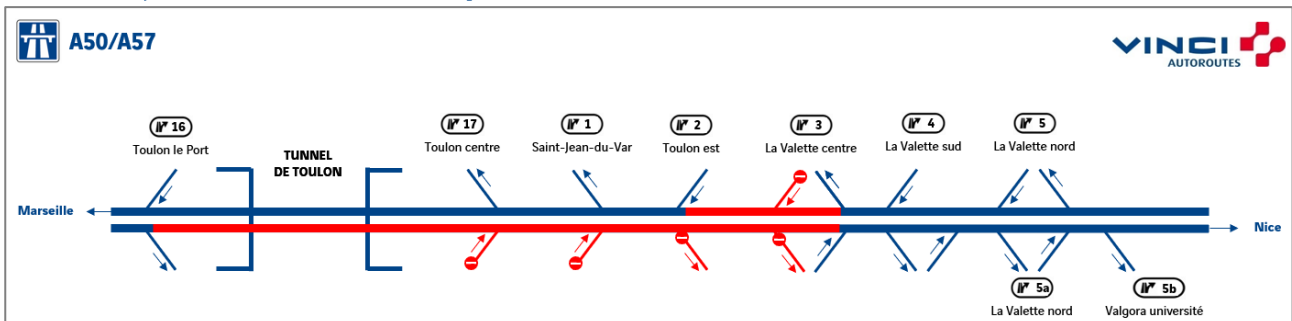 A50/A57
VINCI
AUTOROUTES
16
Toulon le Port
TUNNEL
DE TOULON
17
Toulon centre
1
Saint-Jean-du-Var
2
Toulon est
3
La Valette centre
4
La Valette sud
5
La Valette nord
Marseille
Nice
5a
La Valette nord
5b
Valgora université